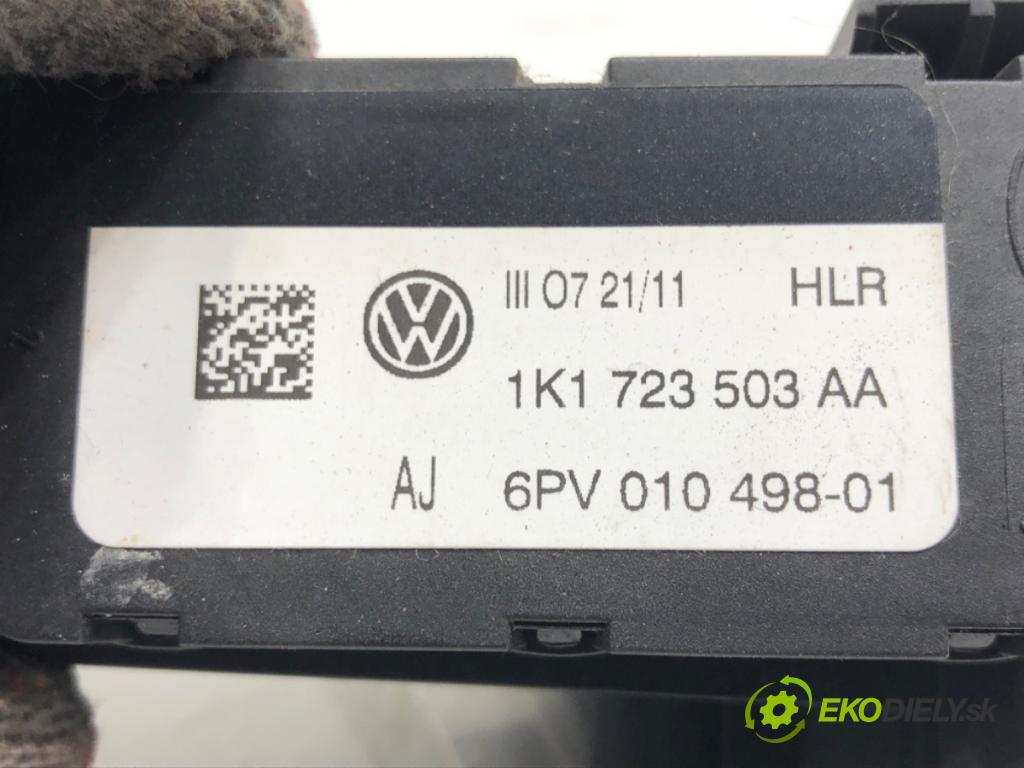 III 07 21/11 HLR
1K1 723 503 AA
AJ 6PV 010 498-01
EKODIELY.sk